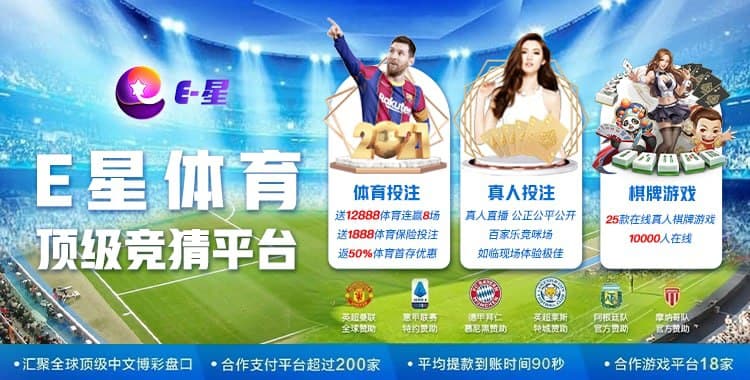 E-星
E星体育
顶级竞猜平台
Rakuten
2021
体育投注
送12888体育连赢8场
送1888体育保险投注
返50%体育首存优惠
真人投注
真人直播 公正公平公开
百家乐竞咪场
如临现场体验极佳
棋牌游戏
25款在线真人棋牌游戏
10000人在线
英超曼联
全球赞助
意甲联赛
特约赞助
德甲拜仁
慕尼黑赞助
英超莱斯
特城赞助
阿根廷队
官方赞助
摩纳哥队
官方赞助
•汇聚全球顶级中文博彩盘口
•合作支付平台超过200家
•平均提款到账时间90秒
•合作游戏平台18家